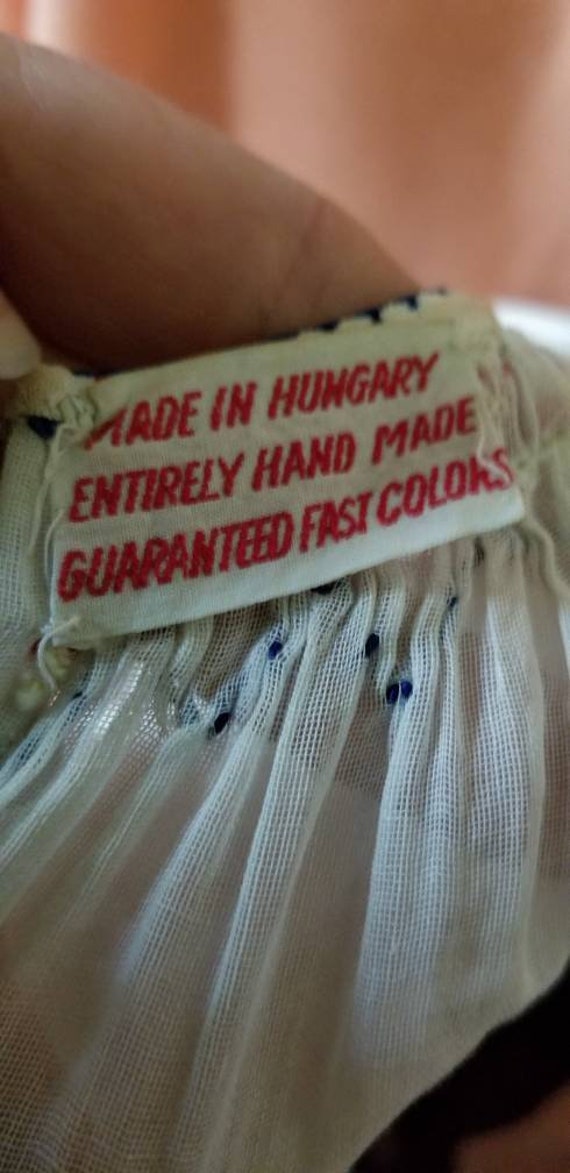 MADE IN HUNGARY
ENTIRELY HAND MADE
GUARANTEED FAST COLORS